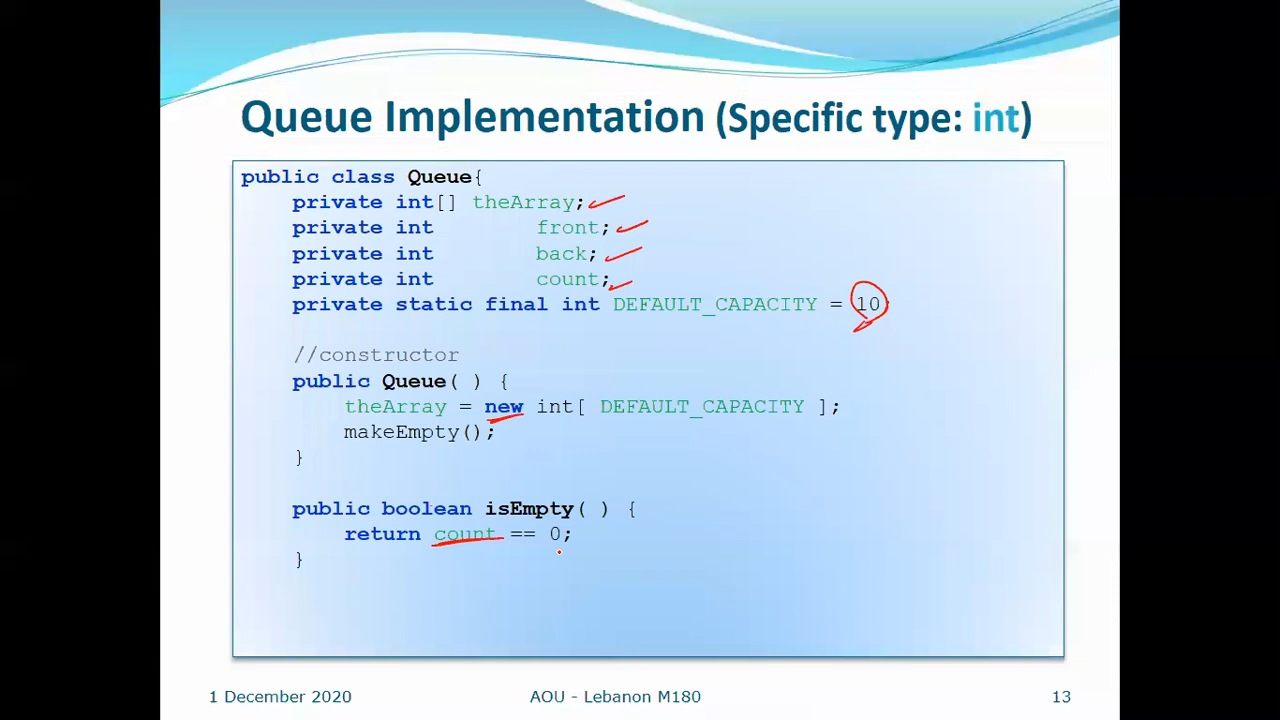 Queue Implementation (Specific type: int)
public class Queue{
private int[] theArray;
private int front;
private int back;
private int count;
private static final int DEFAULT_CAPACITY = 10;
//constructor
public Queue( ) {
theArray = new int[ DEFAULT_CAPACITY ];
makeEmpty();
}
public boolean isEmpty( ) {
return count == 0;
}
1 December 2020
AOU - Lebanon M180
13